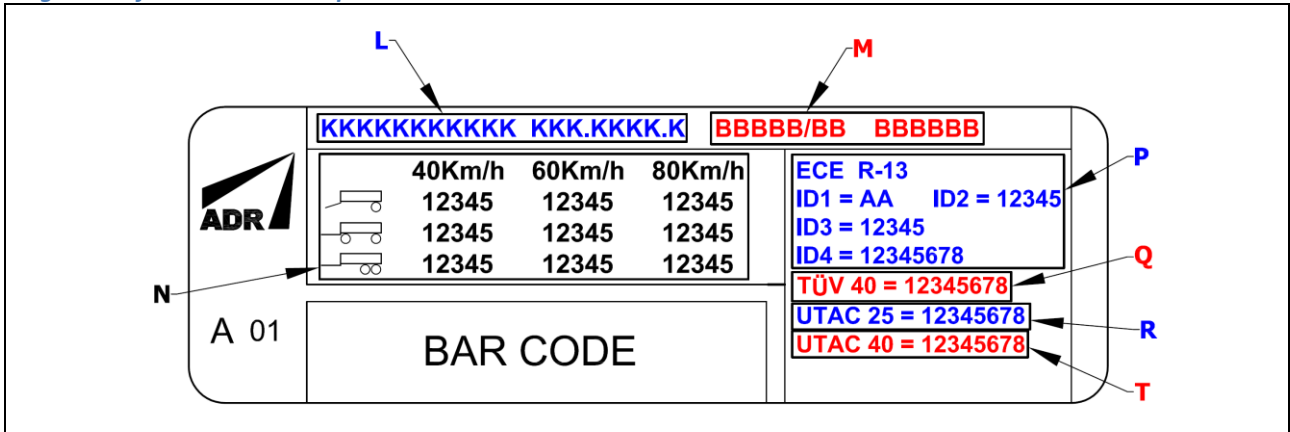 L
M
KKKKKKKKKKK KKK.KKKK.K
BBBBB/BB BBBBBB
ADR
40Km/h 60Km/h 80Km/h
12345 12345 12345
12345 12345 12345
12345 12345 12345
N
A 01
BAR CODE
ECE R-13
ID1 = AA ID2 = 12345
ID3 = 12345
ID4 = 12345678
TÜV 40 = 12345678
UTAC 25 = 12345678
UTAC 40 = 12345678
P
Q
R
T